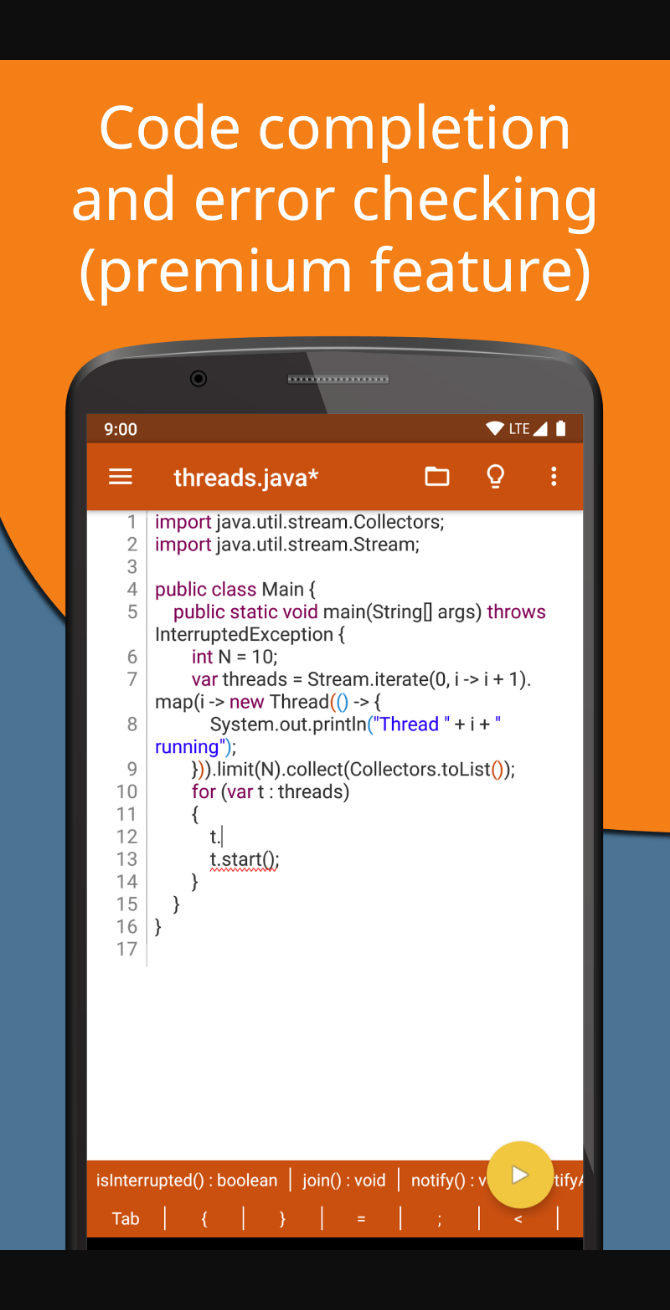 Code completion
and error checking
(premium feature)
9:00 LTE
threads.java*
1 import java.util.stream.Collectors;
2 import java.util.stream.Stream;
3
4 public class Main {
5 public static void main(String[] args) throws
InterruptedException {
6 int N = 10;
7 var threads = Stream.iterate(0, i -> i + 1).
map(i -> new Thread(() -> {
8 System.out.println("Thread " + i + "
running");
9 })).limit(N).collect(Collectors.toList());
10 for (var t : threads)
11 {
12 t.
13 t.start();
14 }
15 }
16 }
17
isInterrupted() : boolean | join() : void | notify() : v
Tab | { | } | = | ; | < |